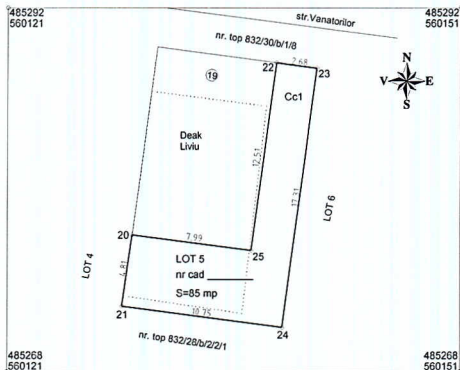 485292
560121
str.Vanatorilor
485292
560151
nr. top 832/30/b/1/8
N
V E
S
22
2.68
23
19
Cc1
Deak
Liviu
12.51
17.31
LOT 6
20
7.99
25
LOT 4
4.81
LOT 5
nr cad
S=85 mp
21
10.75
24
nr. top 832/28/b/2/2/1
485268
560121
485268
560151